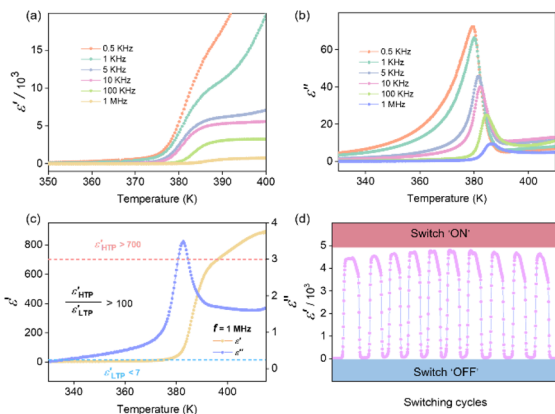 (a)
ε′ / 10³
15
10
5
0
0.5 KHz
1 KHz
5 KHz
10 KHz
100 KHz
1 MHz
350 360 370 380 390 400
Temperature (K)
(b)
ε″
60
40
20
0
0.5 KHz
1 KHz
5 KHz
10 KHz
100 KHz
1 MHz
340 360 380 400
Temperature (K)
(c)
ε′
800
600
400
200
0
ε′HTP > 700
ε′HTP
ε′LTP
> 100
f = 1 MHz
ε′
ε″
ε′LTP < 7
4
3
2
1
0
ε″
340 360 380 400
Temperature (K)
(d)
Switch 'ON'
ε′ / 10³
5
4
3
2
1
0
Switch 'OFF'
Switching cycles